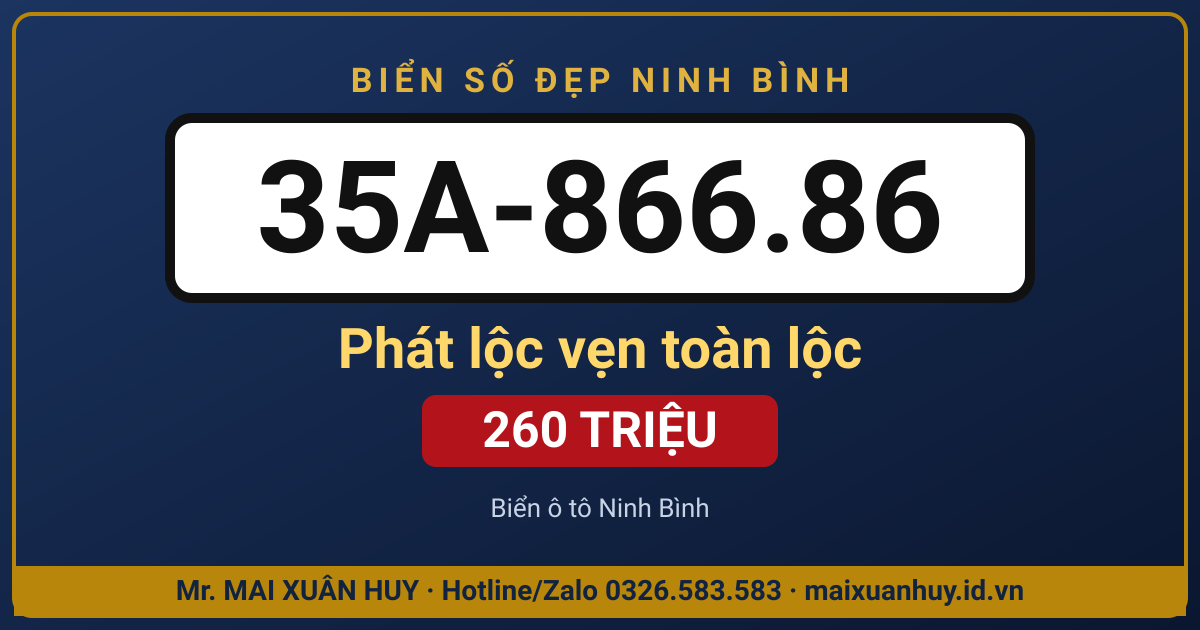 BIỂN SỐ ĐẸP NINH BÌNH
35A-866.86
Phát lộc vẹn toàn lộc
260 TRIỆU
Biển ô tô Ninh Bình
Mr. MAI XUÂN HUY · Hotline/Zalo 0326.583.583 · maixuanhuy.id.vn